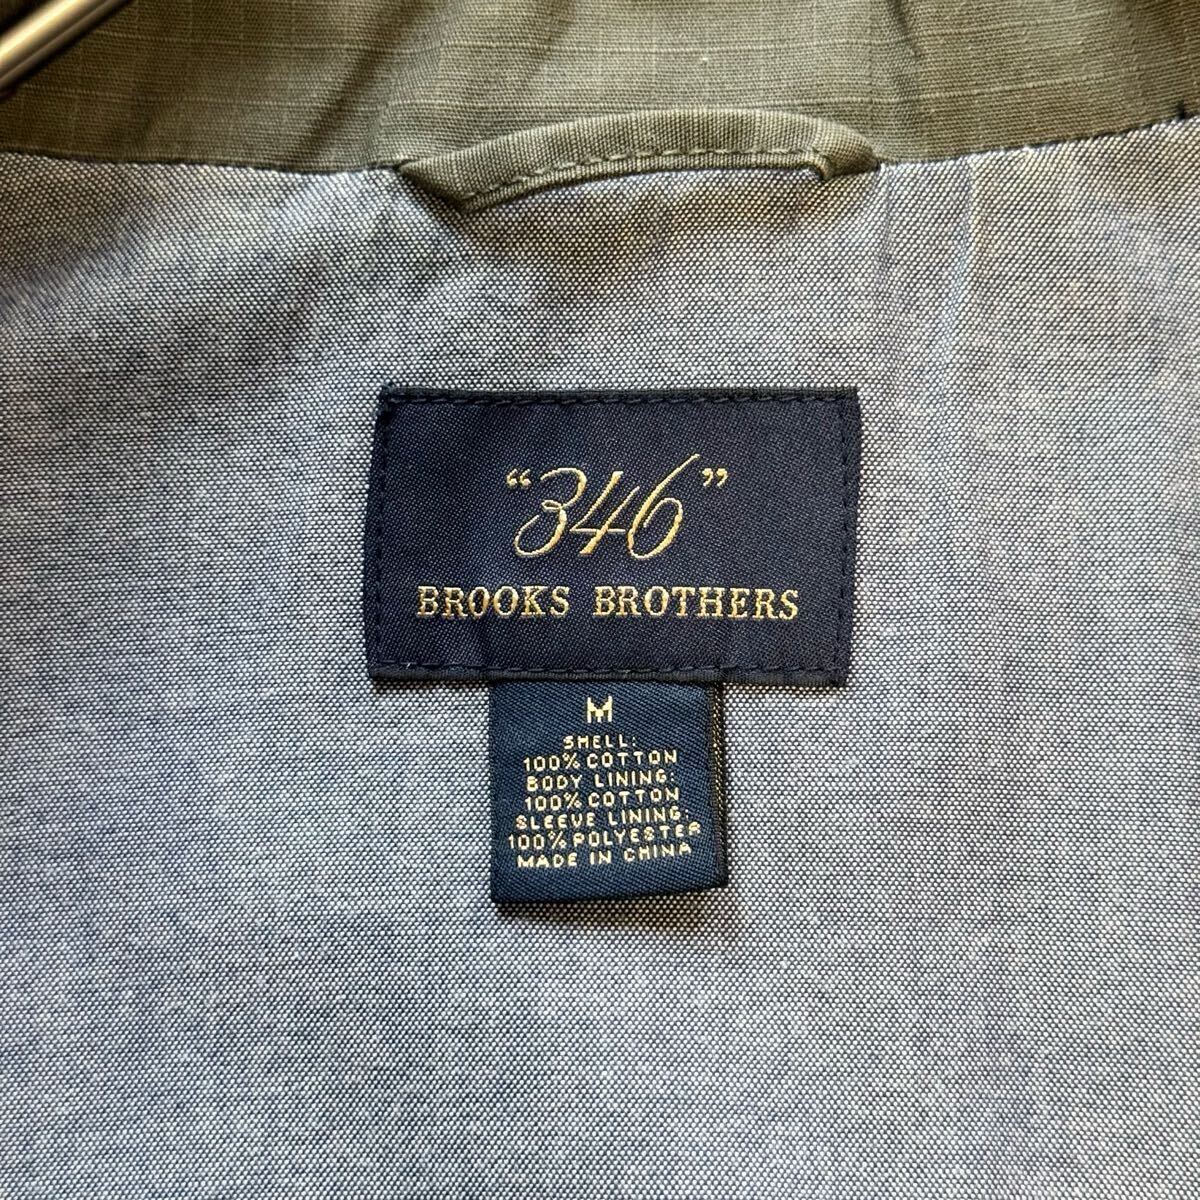 “346”
BROOKS BROTHERS
M
SHELL:
100% COTTON
BODY LINING:
100% COTTON
SLEEVE LINING:
100% POLYESTER
MADE IN CHINA